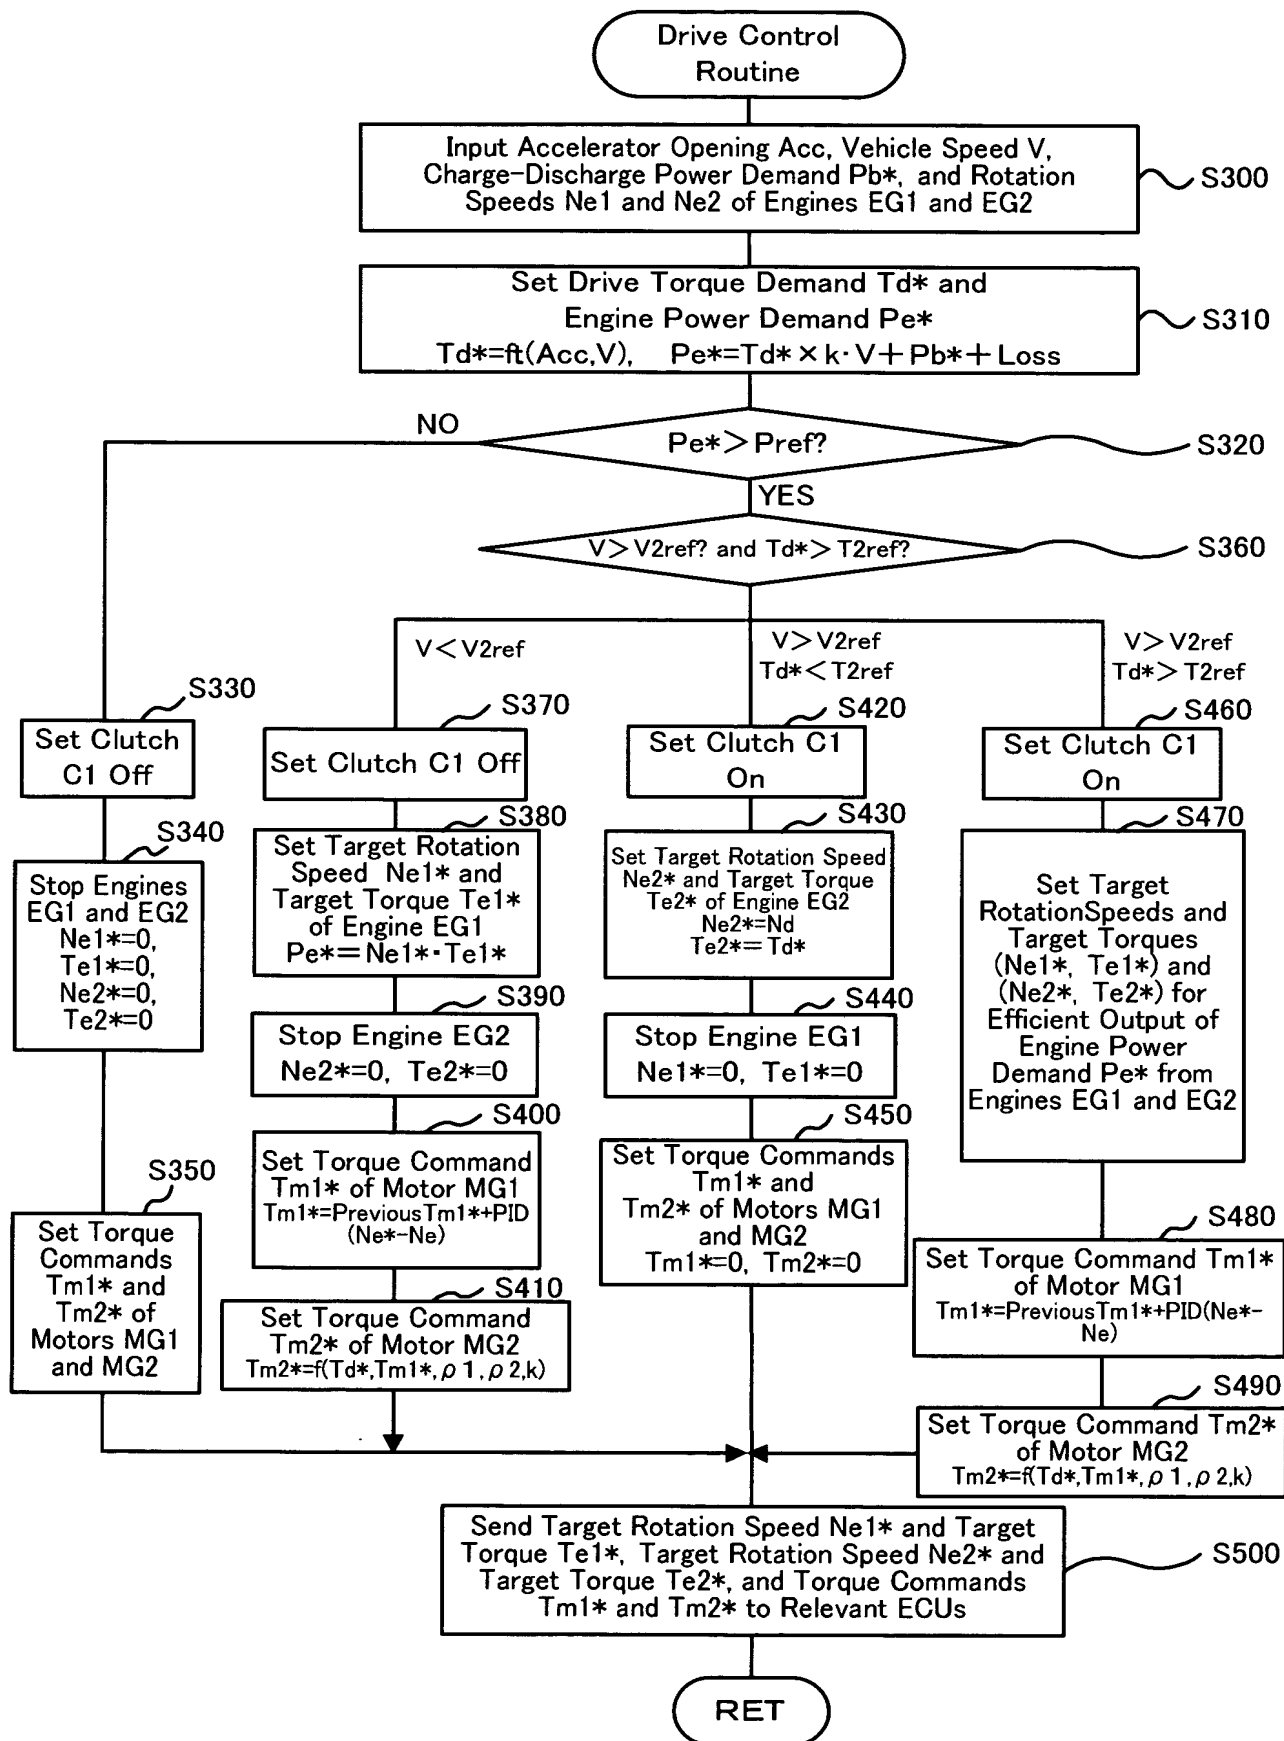 Drive Control
Routine
Input Accelerator Opening Acc, Vehicle Speed V,
Charge-Discharge Power Demand Pb*, and Rotation
Speeds Ne1 and Ne2 of Engines EG1 and EG2
S300
Set Drive Torque Demand Td* and
Engine Power Demand Pe*
Td*=ft(Acc,V), Pe*=Td*×k·V+Pb*+Loss
S310
NO
Pe*>Pref?
S320
YES
V>V2ref? and Td*>T2ref?
S360
V<V2ref
V>V2ref
Td*<T2ref
V>V2ref
Td*>T2ref
S330
Set Clutch
C1 Off
S340
Stop Engines
EG1 and EG2
Ne1*=0,
Te1*=0,
Ne2*=0,
Te2*=0
S350
Set Torque
Commands
Tm1* and
Tm2* of
Motors MG1
and MG2
S370
Set Clutch C1 Off
S380
Set Target Rotation
Speed Ne1* and
Target Torque Te1*
of Engine EG1
Pe*=Ne1*·Te1*
S390
Stop Engine EG2
Ne2*=0, Te2*=0
S400
Set Torque Command
Tm1* of Motor MG1
Tm1*=PreviousTm1*+PID
(Ne*-Ne)
S410
Set Torque Command
Tm2* of Motor MG2
Tm2*=f(Td*,Tm1*,ρ1,ρ2,k)
S420
Set Clutch C1
On
S430
Set Target Rotation Speed
Ne2* and Target Torque
Te2* of Engine EG2
Ne2*=Nd
Te2*=Td*
S440
Stop Engine EG1
Ne1*=0, Te1*=0
S450
Set Torque Commands
Tm1* and
Tm2* of Motors MG1
and MG2
Tm1*=0, Tm2*=0
S460
Set Clutch C1
On
S470
Set Target
RotationSpeeds and
Target Torques
(Ne1*, Te1*) and
(Ne2*, Te2*) for
Efficient Output of
Engine Power
Demand Pe* from
Engines EG1 and EG2
S480
Set Torque Command Tm1*
of Motor MG1
Tm1*=PreviousTm1*+PID(Ne*-
Ne)
S490
Set Torque Command Tm2*
of Motor MG2
Tm2*=f(Td*,Tm1*,ρ1,ρ2,k)
Send Target Rotation Speed Ne1* and Target
Torque Te1*, Target Rotation Speed Ne2* and
Target Torque Te2*, and Torque Commands
Tm1* and Tm2* to Relevant ECUs
S500
RET